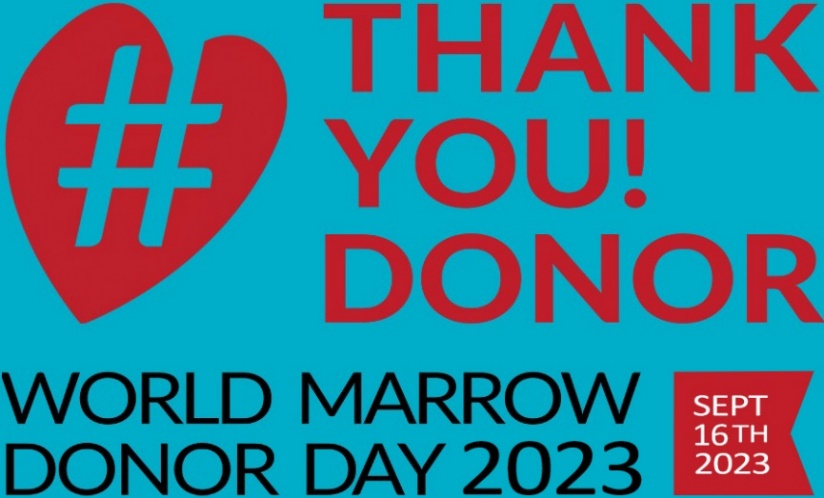 #
THANK
YOU!
DONOR
WORLD MARROW
DONOR DAY 2023
SEPT
16TH
2023